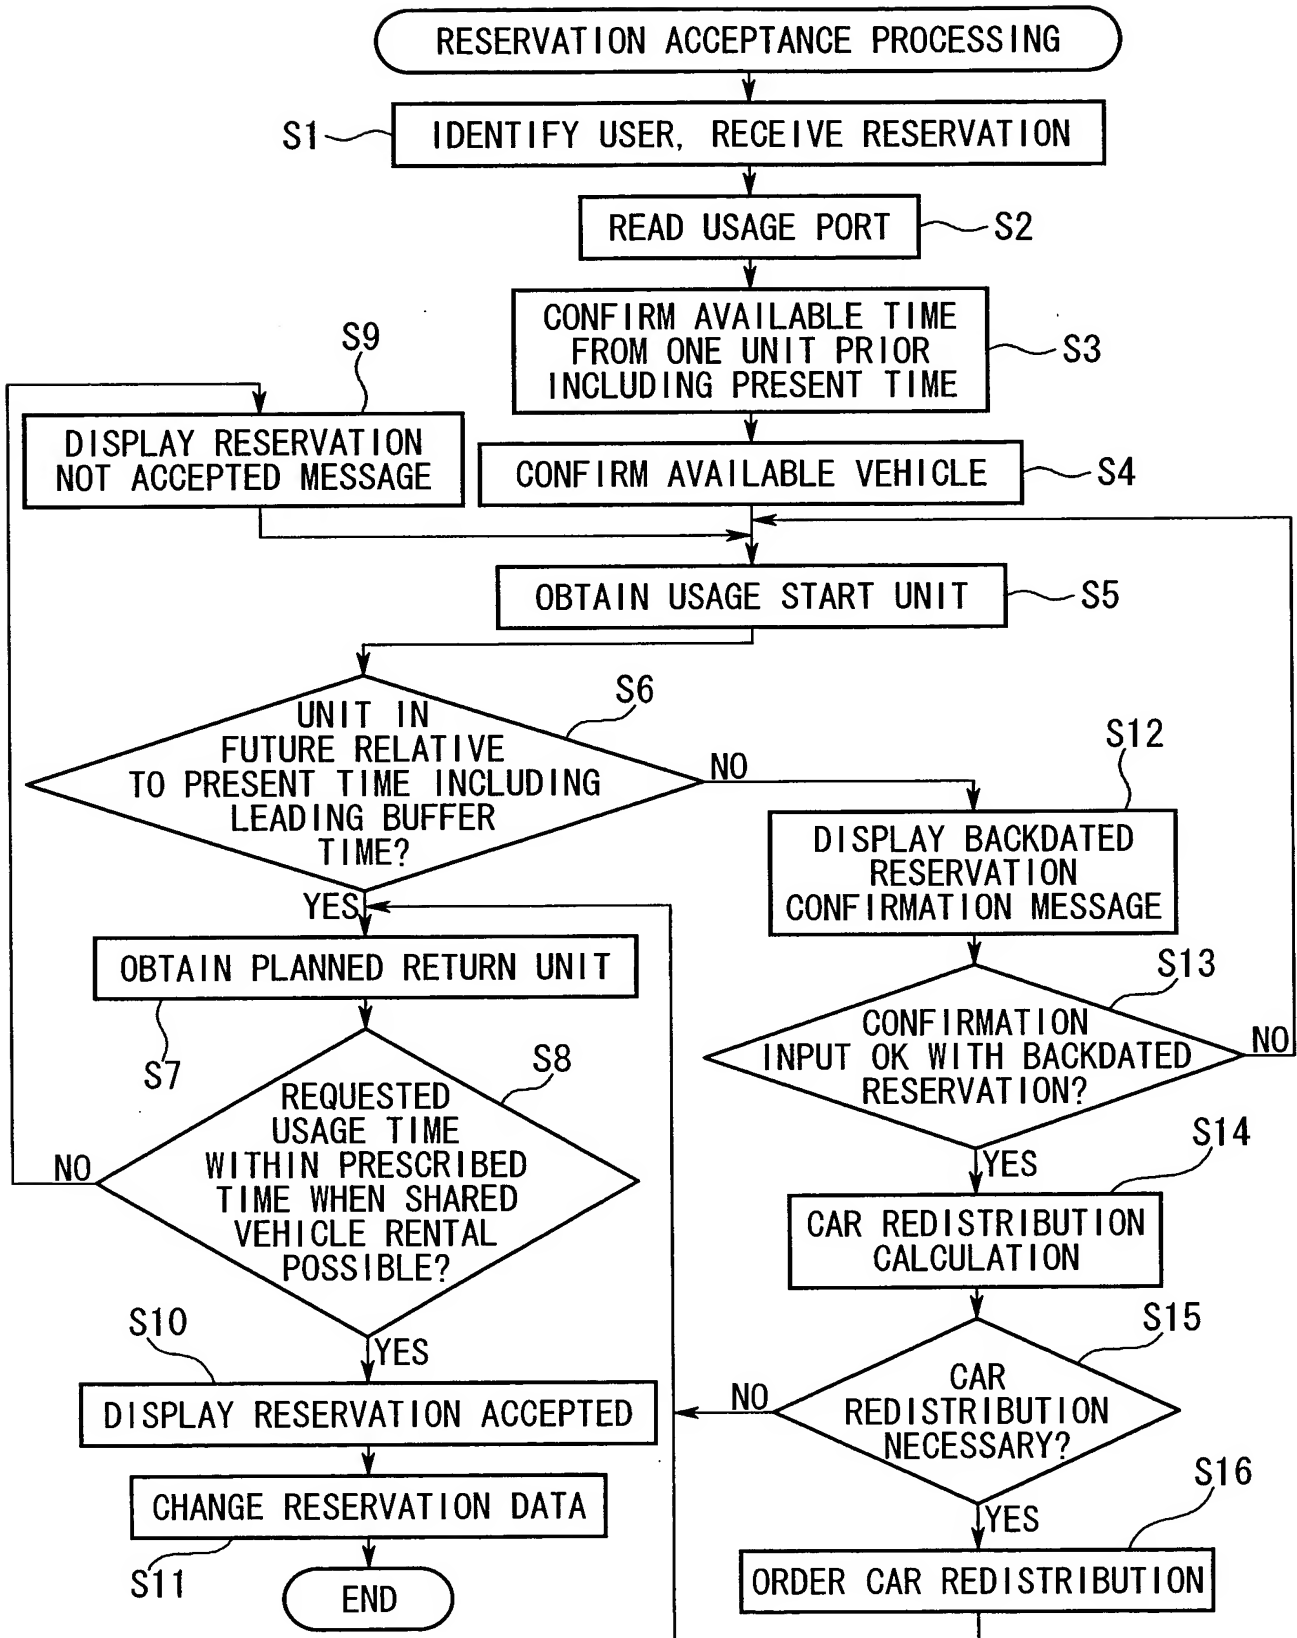 RESERVATION ACCEPTANCE PROCESSING
S1
IDENTIFY USER, RECEIVE RESERVATION
READ USAGE PORT
S2
CONFIRM AVAILABLE TIME
FROM ONE UNIT PRIOR
INCLUDING PRESENT TIME
S3
S9
DISPLAY RESERVATION
NOT ACCEPTED MESSAGE
CONFIRM AVAILABLE VEHICLE
S4
OBTAIN USAGE START UNIT
S5
S6
UNIT IN
FUTURE RELATIVE
TO PRESENT TIME INCLUDING
LEADING BUFFER
TIME?
NO
YES
S12
DISPLAY BACKDATED
RESERVATION
CONFIRMATION MESSAGE
OBTAIN PLANNED RETURN UNIT
S7
S13
CONFIRMATION
INPUT OK WITH BACKDATED
RESERVATION?
NO
YES
S8
REQUESTED
USAGE TIME
WITHIN PRESCRIBED
TIME WHEN SHARED
VEHICLE RENTAL
POSSIBLE?
NO
YES
S14
CAR REDISTRIBUTION
CALCULATION
S10
DISPLAY RESERVATION ACCEPTED
S15
CAR
REDISTRIBUTION
NECESSARY?
NO
YES
CHANGE RESERVATION DATA
S11
S16
ORDER CAR REDISTRIBUTION
END